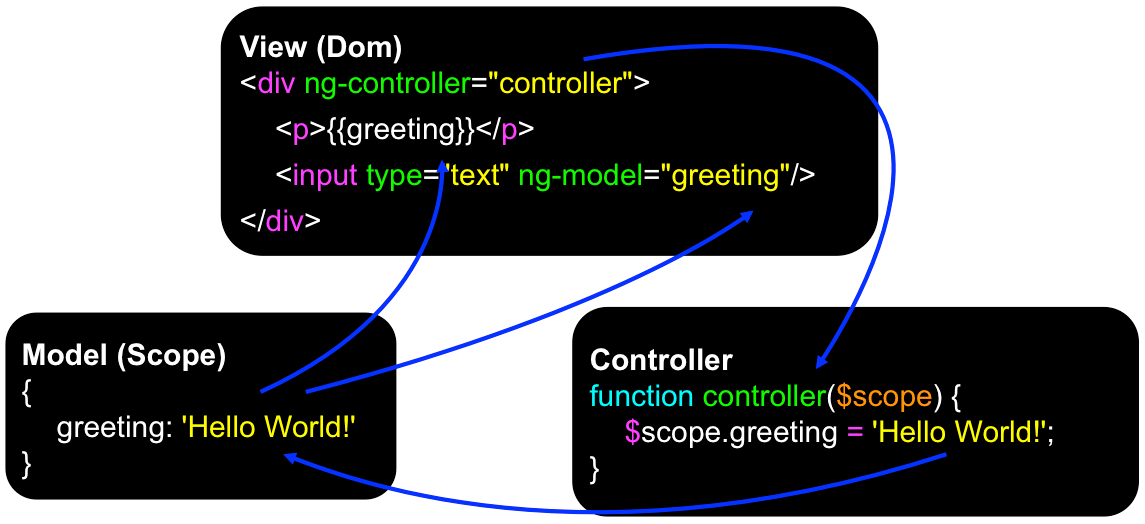 View (Dom)
<div ng-controller="controller">
<p>{{greeting}}</p>
<input type="text" ng-model="greeting"/>
</div>
Model (Scope)
{
greeting: 'Hello World!'
}
Controller
function controller($scope) {
$scope.greeting = 'Hello World!';
}